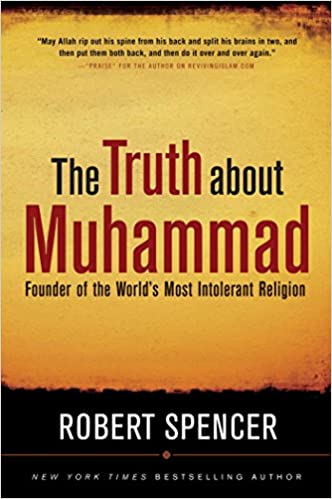 "May Allah rip out his spine from his back and split his brains in two, and
then put them both back, and then do it over and over again."
—"PRAISE" FOR THE AUTHOR ON REVIVINGISLAM.COM
The Truth about
Muhammad
Founder of the World's Most Intolerant Religion
ROBERT SPENCER
NEW YORK TIMES BESTSELLING AUTHOR